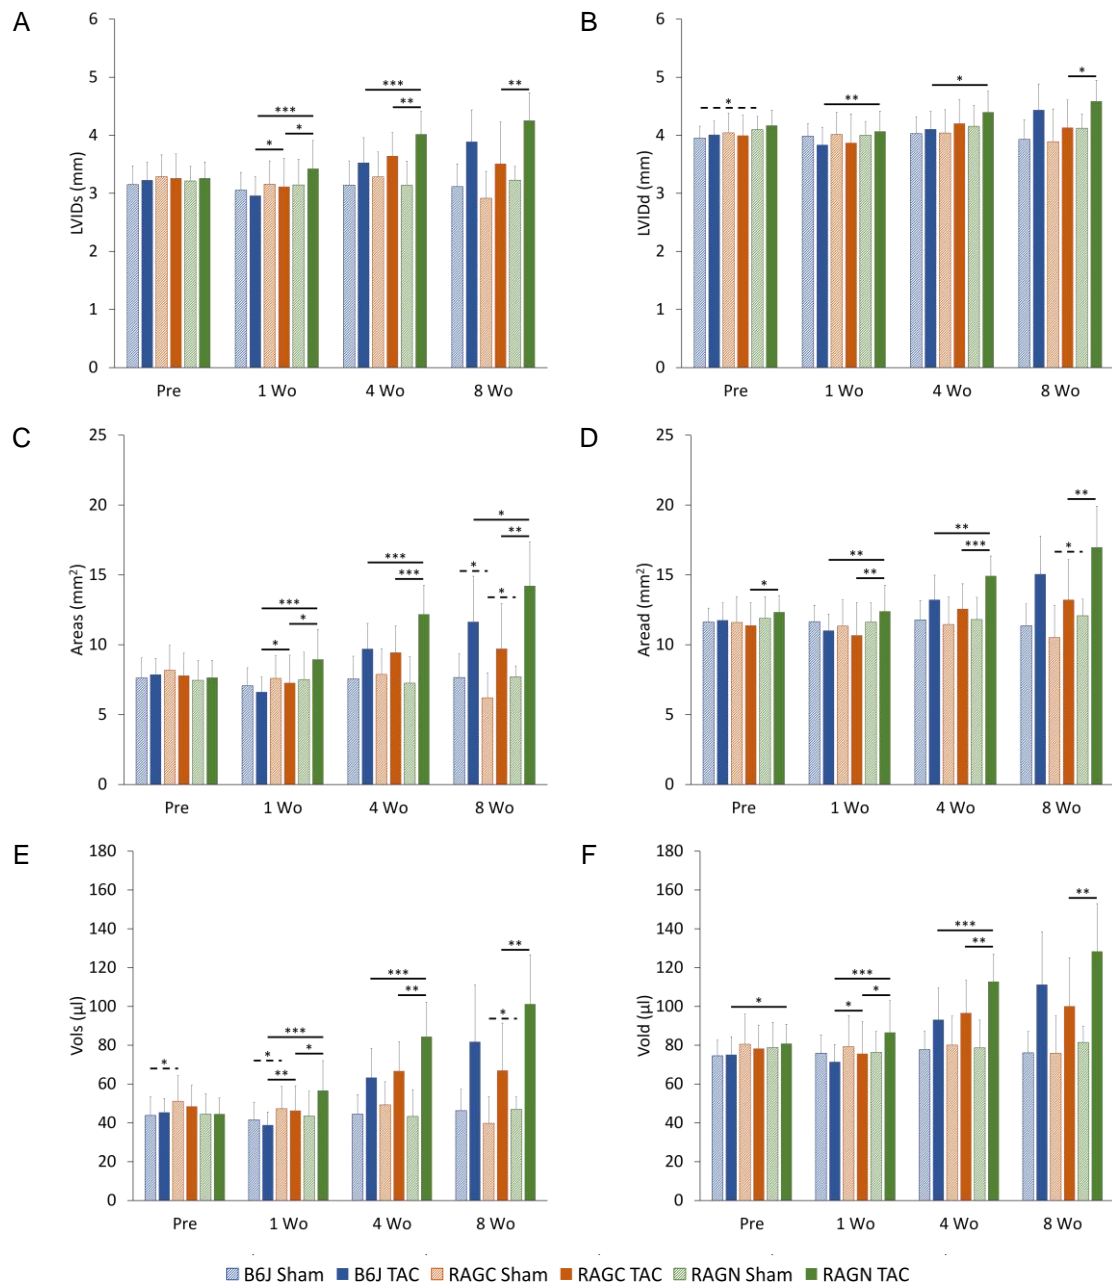 A
6
5
4
3
2
1
0
LVIDs (mm)
***
*
*
***
**
**
Pre
1 Wo
4 Wo
8 Wo
B
6
5
4
3
2
1
0
LVIDd (mm)
*
**
*
*
Pre
1 Wo
4 Wo
8 Wo
C
25
20
15
10
5
0
Areas (mm²)
***
*
*
***
***
*
**
*
*
Pre
1 Wo
4 Wo
8 Wo
D
25
20
15
10
5
0
Aread (mm²)
*
**
**
**
***
**
*
Pre
1 Wo
4 Wo
8 Wo
E
180
160
140
120
100
80
60
40
20
0
Vols (µl)
*
***
*
*
**
***
**
**
*
Pre
1 Wo
4 Wo
8 Wo
F
180
160
140
120
100
80
60
40
20
0
Vold (µl)
*
***
*
*
***
**
**
Pre
1 Wo
4 Wo
8 Wo
B6J Sham B6J TAC RAGC Sham RAGC TAC RAGN Sham RAGN TAC